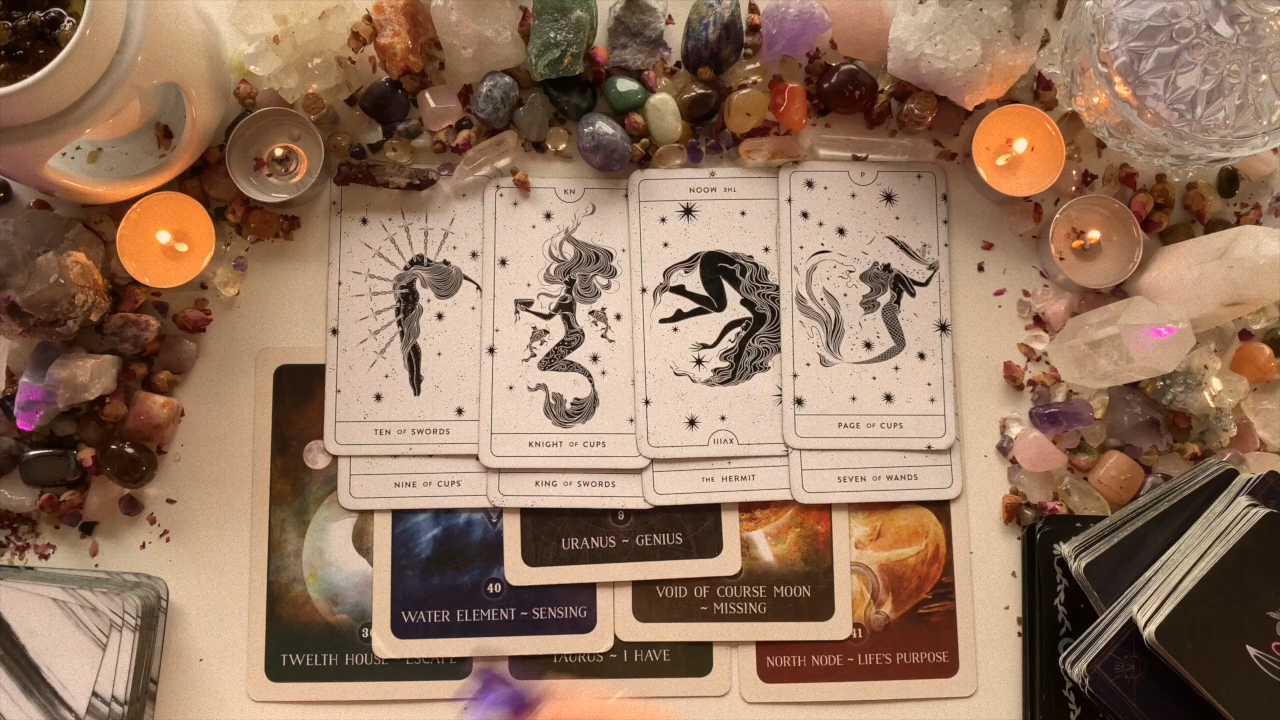 KN
THE MOON
P
TEN OF SWORDS
KNIGHT OF CUPS
XVIII
PAGE OF CUPS
NINE OF CUPS
KING OF SWORDS
THE HERMIT
SEVEN OF WANDS
URANUS ~ GENIUS
40
WATER ELEMENT ~ SENSING
VOID OF COURSE MOON
~ MISSING
41
TWELTH HOUSE ~ ESCAPE
TAURUS ~ I HAVE
NORTH NODE ~ LIFE'S PURPOSE